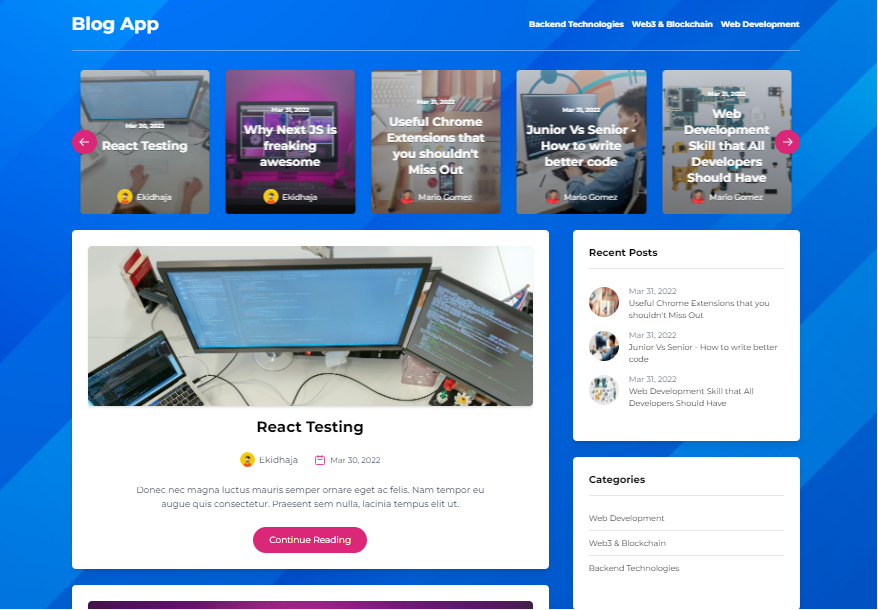 Blog App
Backend Technologies Web3 & Blockchain Web Development
Mar 30, 2022
React Testing
Ekidhaja
Mar 31, 2022
Why Next JS is
freaking
awesome
Ekidhaja
Mar 31, 2022
Useful Chrome
Extensions that
you shouldn't
Miss Out
Mario Gomez
Mar 31, 2022
Junior Vs Senior -
How to write
better code
Mario Gomez
Mar 31, 2022
Web
Development
Skill that All
Developers
Should Have
Mario Gomez
React Testing
Ekidhaja Mar 30, 2022
Donec nec magna luctus mauris semper ornare eget ac felis. Nam tempor eu
augue quis consectetur. Praesent sem nulla, lacinia tempus elit ut.
Continue Reading
Recent Posts
Mar 31, 2022
Useful Chrome Extensions that you
shouldn't Miss Out
Mar 31, 2022
Junior Vs Senior - How to write better
code
Mar 31, 2022
Web Development Skill that All
Developers Should Have
Categories
Web Development
Web3 & Blockchain
Backend Technologies